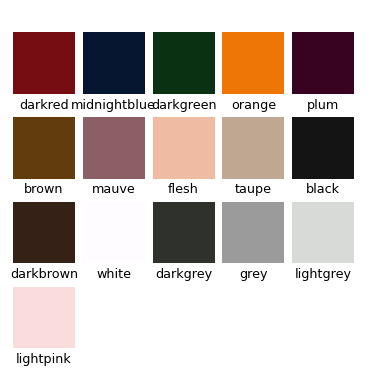 darkred midnightblue darkgreen orange plum
brown mauve flesh taupe black
darkbrown white darkgrey grey lightgrey
lightpink